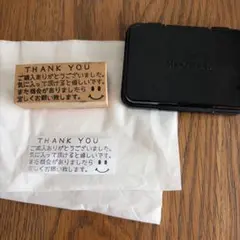 THANK YOU
ご購入ありがとうございました。
気に入って頂けると嬉しいです。
また機会がありましたら
宜しくお願い致します。
THANK YOU
ご購入ありがとうございました。
気に入って頂けると嬉しいです。
また機会がありましたら
宜しくお願い致します。